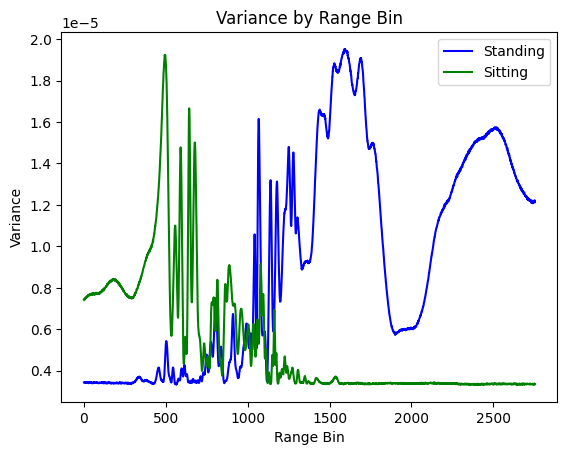 Variance by Range Bin
1e−5
2.0
1.8
1.6
1.4
1.2
1.0
0.8
0.6
0.4
Variance
Standing
Sitting
0 500 1000 1500 2000 2500
Range Bin